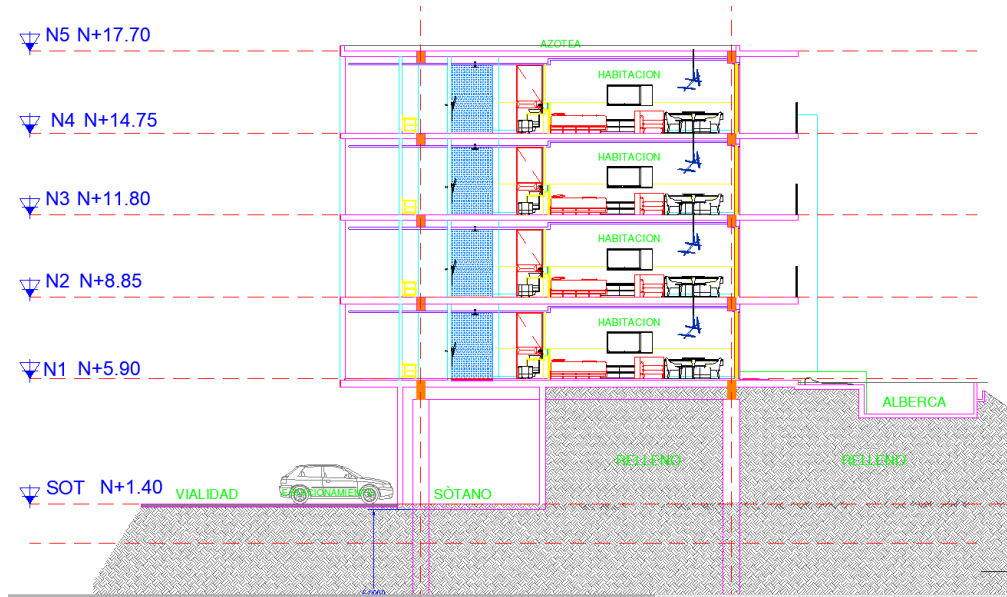 N5 N+17.70
AZOTEA
HABITACION
N4 N+14.75
HABITACION
N3 N+11.80
HABITACION
N2 N+8.85
HABITACION
N1 N+5.90
ALBERCA
RELLENO
RELLENO
SOT N+1.40
VIALIDAD
SÒTANO